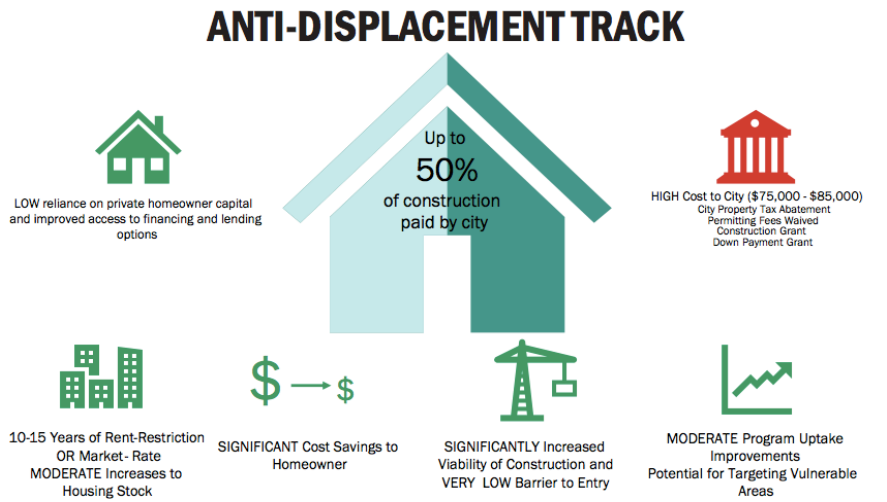 ANTI-DISPLACEMENT TRACK
Up to
50%
of construction
paid by city
LOW reliance on private homeowner capital
and improved access to financing and lending
options
HIGH Cost to City ($75,000 - $85,000)
City Property Tax Abatement
Permitting Fees Waived
Construction Grant
Down Payment Grant
10-15 Years of Rent-Restriction
OR Market- Rate
MODERATE Increases to
Housing Stock
$ $
SIGNIFICANT Cost Savings to
Homeowner
SIGNIFICANTLY Increased
Viability of Construction and
VERY LOW Barrier to Entry
MODERATE Program Uptake
Improvements
Potential for Targeting Vulnerable
Areas